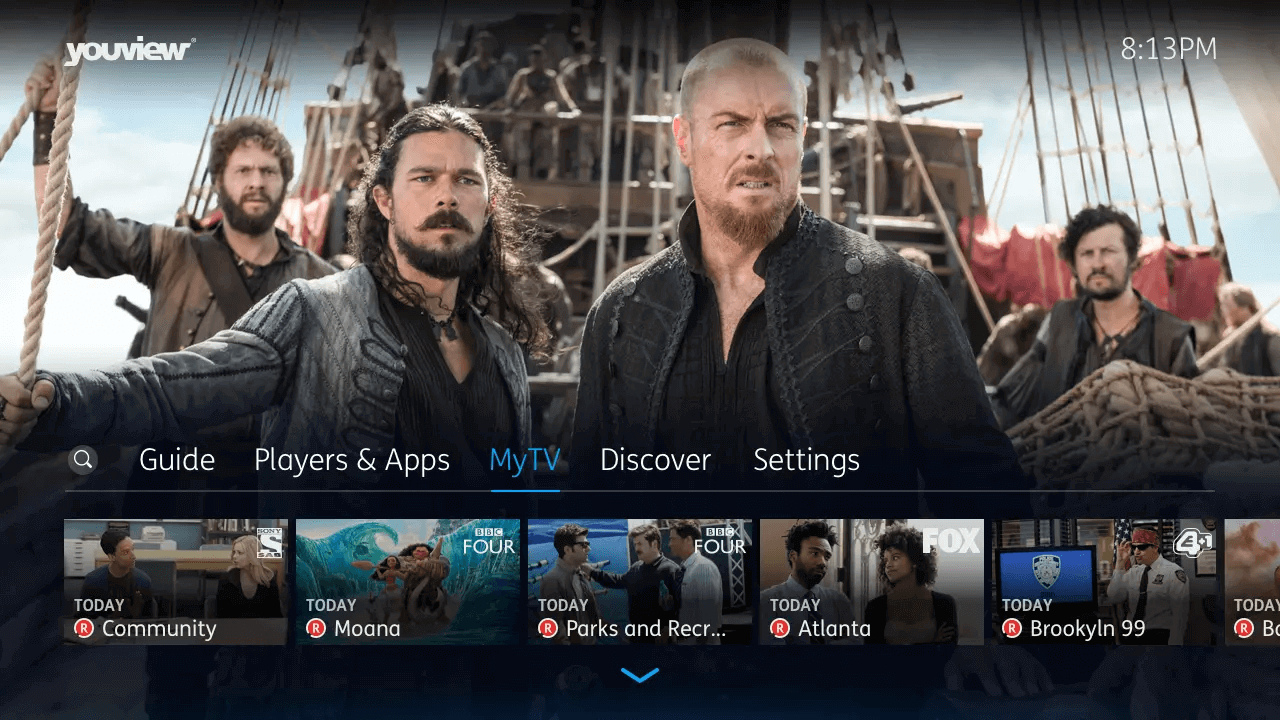 youview®
8:13PM
Guide Players & Apps MyTV Discover Settings
SONY
SAB
BBC
FOUR
BBC
FOUR
FOX
4+1
TODAY
R Community
TODAY
R Moana
TODAY
R Parks and Recr...
TODAY
R Atlanta
TODAY
R Brookyln 99
TODAY
R Bo